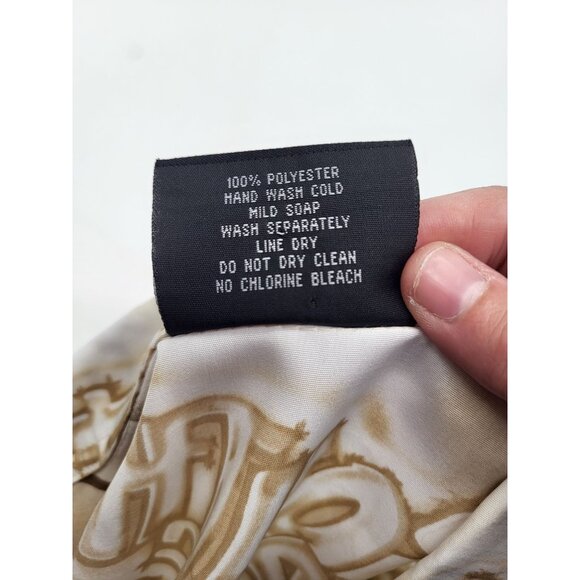 100% POLYESTER
HAND WASH COLD
MILD SOAP
WASH SEPARATELY
LINE DRY
DO NOT DRY CLEAN
NO CHLORINE BLEACH